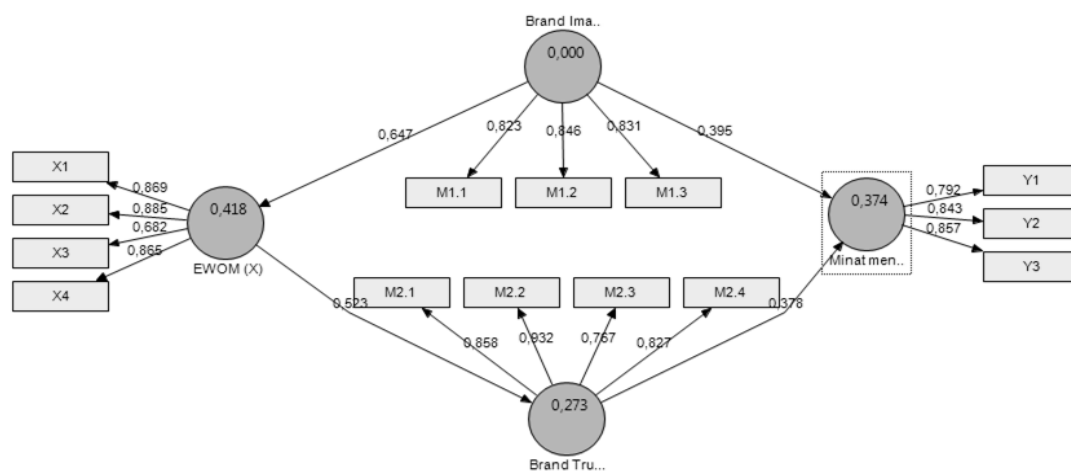 Brand Ima..
0,000
0,647
0,823
0,846
0,831
0,395
M1.1
M1.2
M1.3
X1
X2
X3
X4
0,869
0,885
0,682
0,865
0,418
EWOM (X)
0,374
Minat men..
0,792
0,843
0,857
Y1
Y2
Y3
0,523
M2.1
M2.2
M2.3
M2.4
0,378
0,858
0,932
0,767
0,827
0,273
Brand Tru...